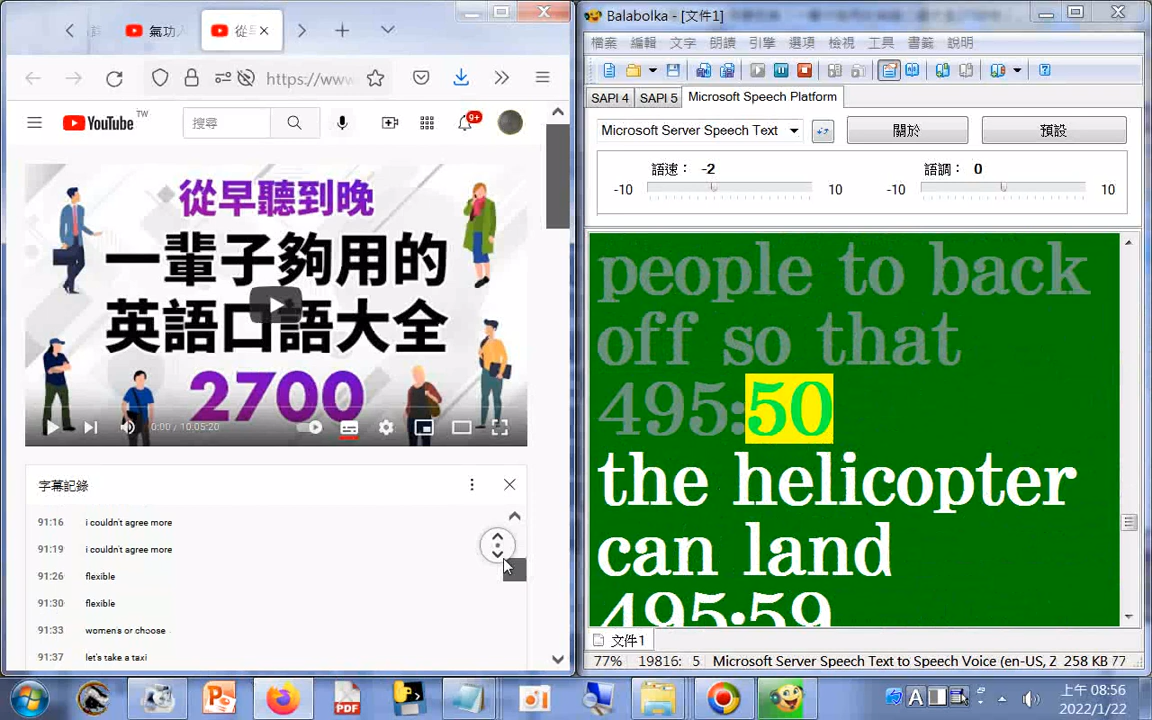 氣功
從
https://www
YouTube
TW
搜尋
9+
從早聽到晚
一輩子夠用的
英語口語大全
2700
0:00 / 10:05:20
字幕記錄
91:16 i couldn't agree more
91:19 i couldn't agree more
91:26 flexible
91:30 flexible
91:33 women's or choose
91:37 let's take a taxi
Balabolka - [文件1]
檔案 編輯 文字 朗讀 引擎 選項 檢視 工具 書籤 說明
SAPI 4 SAPI 5 Microsoft Speech Platform
Microsoft Server Speech Text 關於 預設
語速： -2 語調： 0
-10 10 -10 10
people to back
off so that
495:50
the helicopter
can land
495:59
文件1
77% 19816: 5 Microsoft Server Speech Text to Speech Voice (en-US, 2 258 KB 77
PDF
A
上午 08:56
2022/1/22